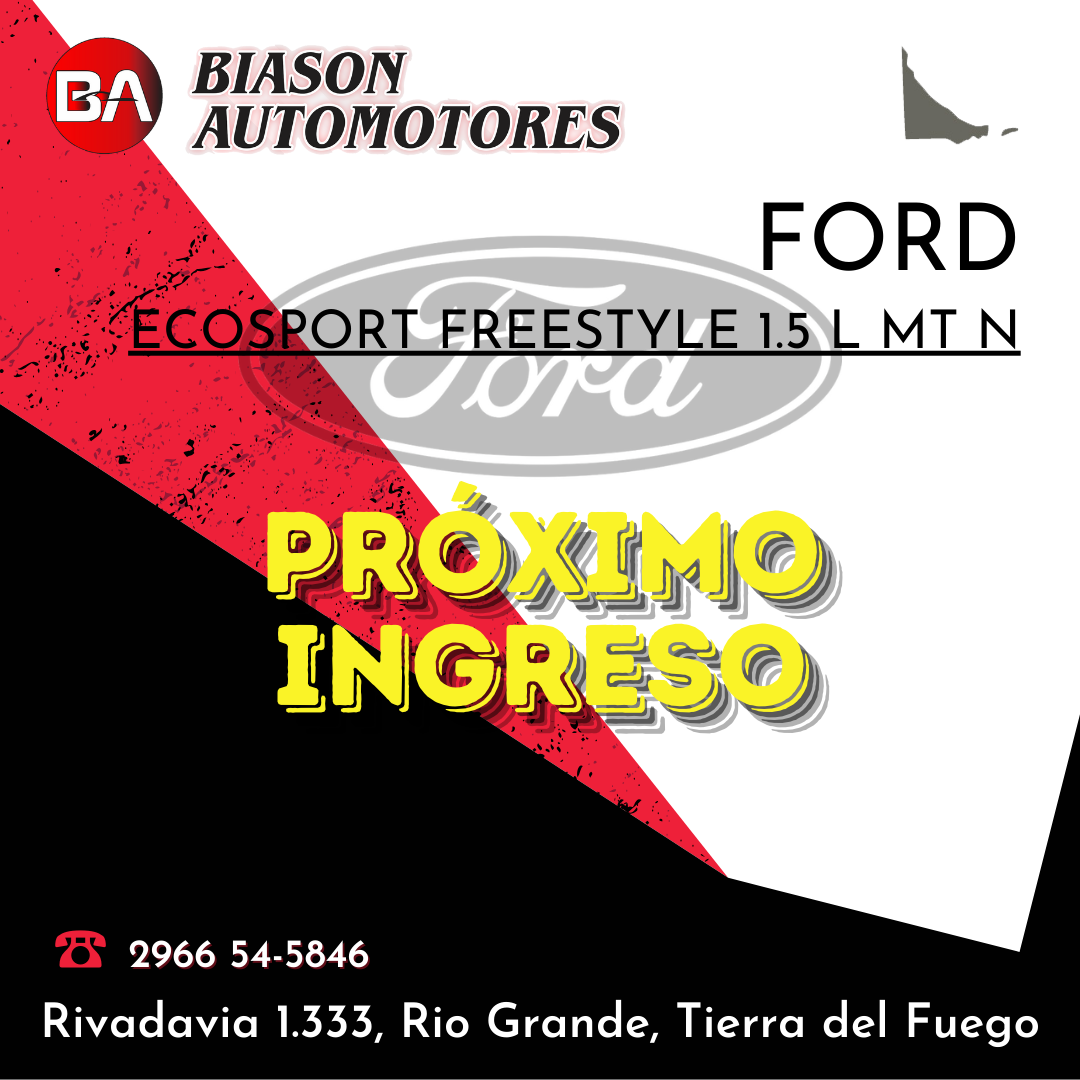 BA
BIASON
AUTOMOTORES
FORD
ECOSPORT FREESTYLE 1.5 L MT N
Ford
PRÓXIMO
INGRESO
2966 54-5846
Rivadavia 1.333, Rio Grande, Tierra del Fuego